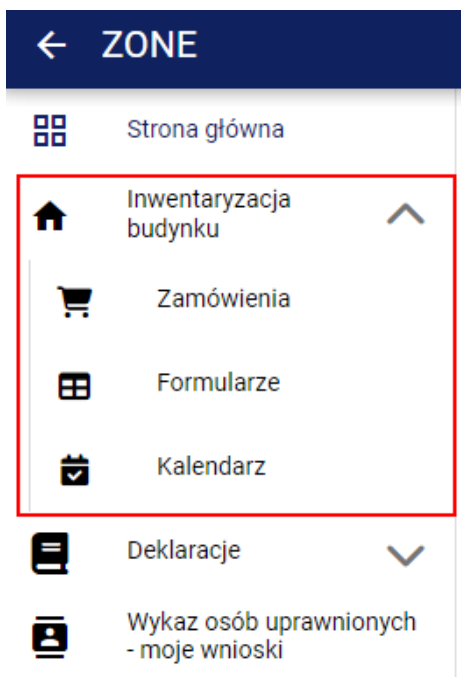 ZONE
Strona główna
Inwentaryzacja
budynku
Zamówienia
Formularze
Kalendarz
Deklaracje
Wykaz osób uprawnionych
- moje wnioski